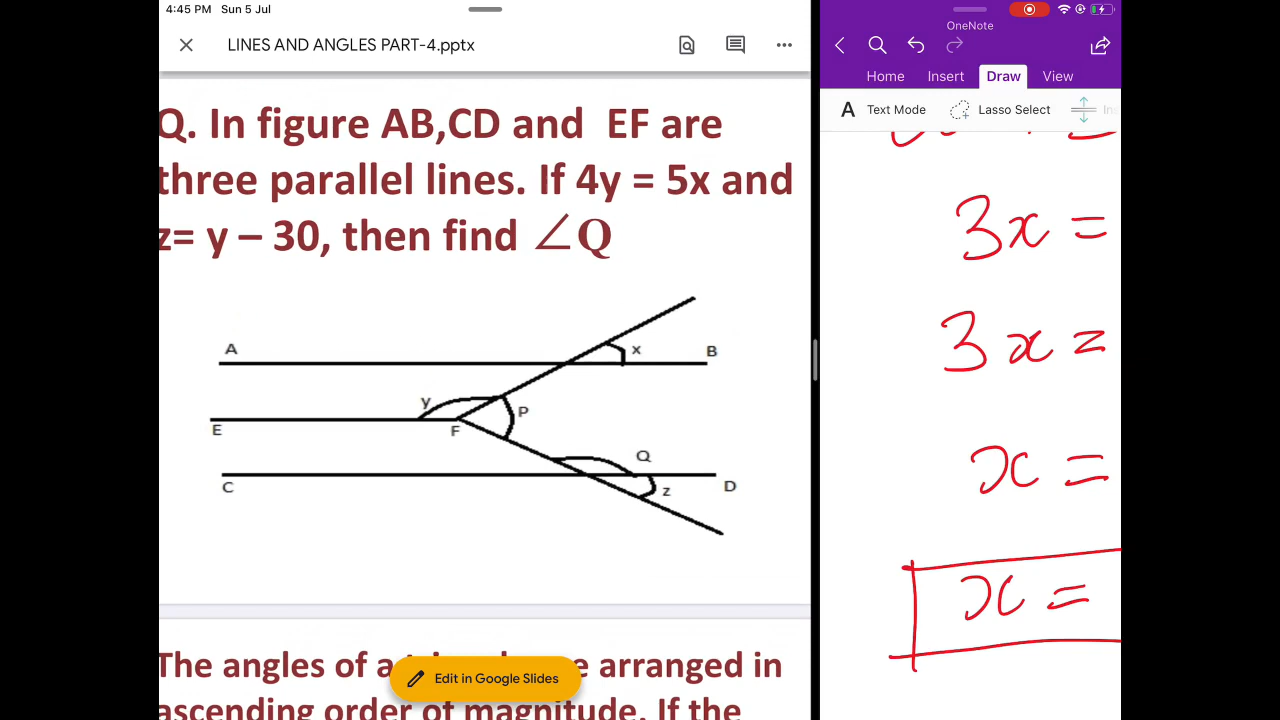 4:45 PM Sun 5 Jul
LINES AND ANGLES PART-4.pptx
Q. In figure AB,CD and EF are
three parallel lines. If 4y = 5x and
z= y – 30, then find ∠Q
A
x
B
y
P
E
F
Q
C
z
D
The angles of a arranged in
ascending order of magnitude. If the
Edit in Google Slides
OneNote
Home Insert Draw View
A Text Mode Lasso Select
3x =
3x =
x =
x =